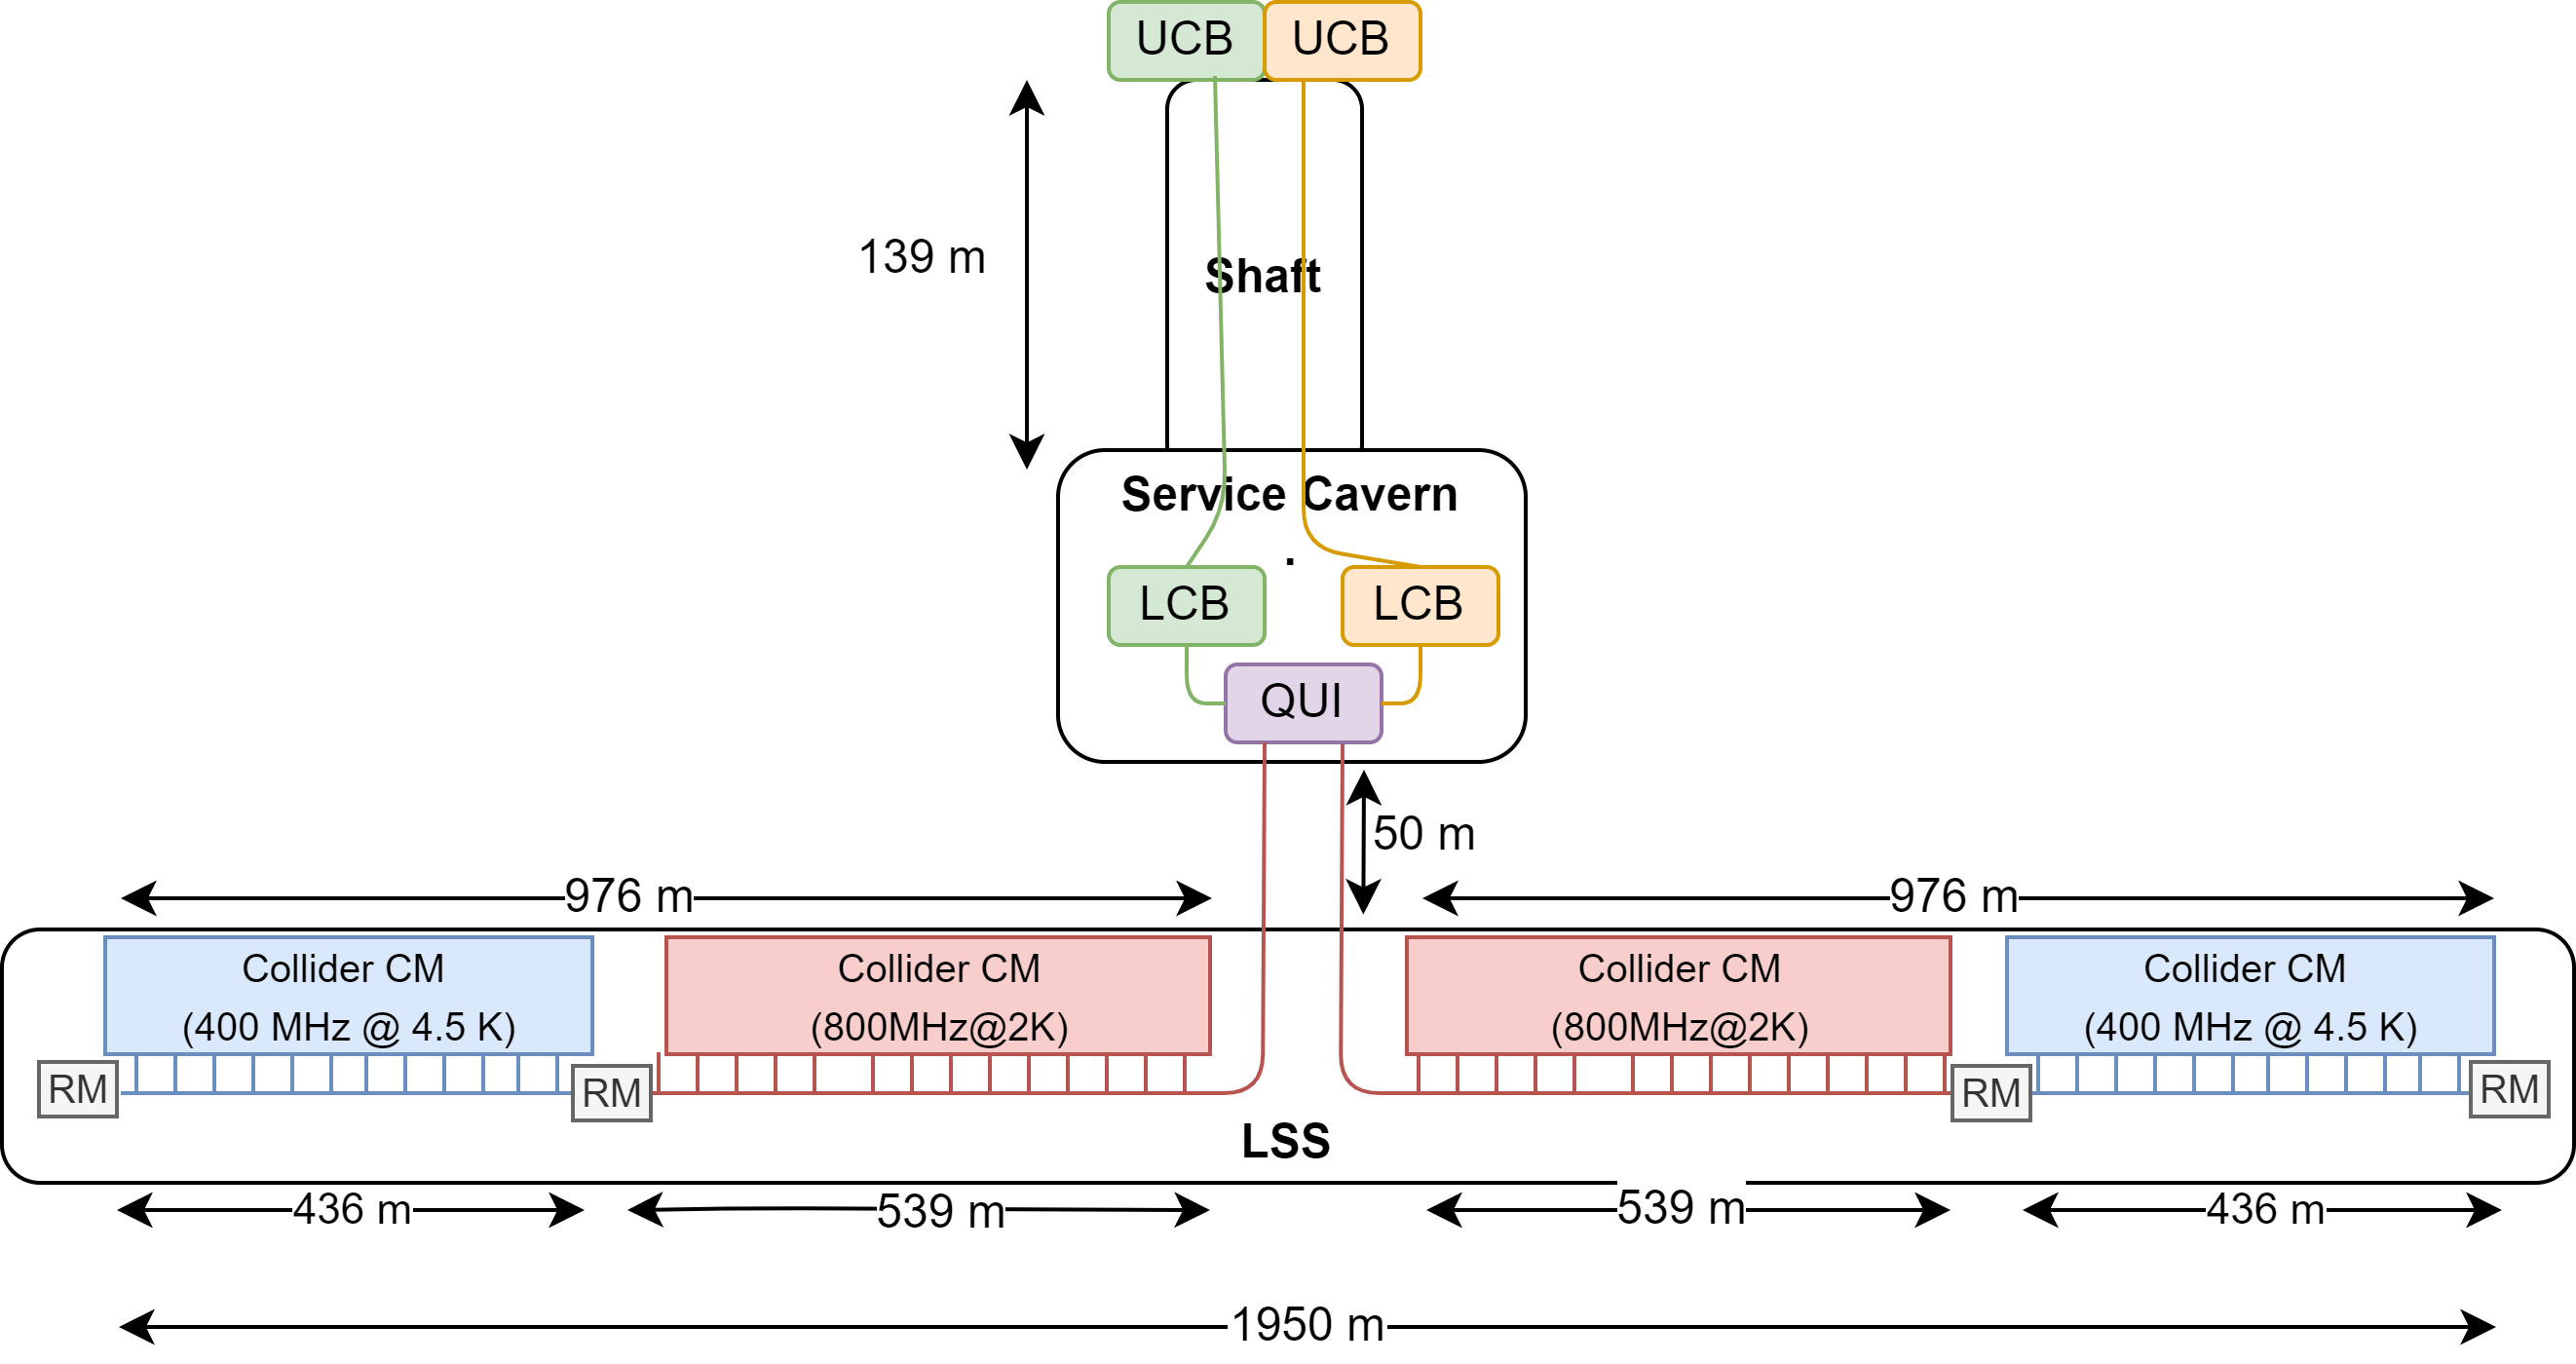 UCB
UCB
139 m
Shaft
Service Cavern
.
LCB
LCB
QUI
50 m
976 m
976 m
Collider CM
(400 MHz @ 4.5 K)
Collider CM
(800MHz@2K)
Collider CM
(800MHz@2K)
Collider CM
(400 MHz @ 4.5 K)
RM
RM
RM
RM
LSS
436 m
539 m
539 m
436 m
1950 m